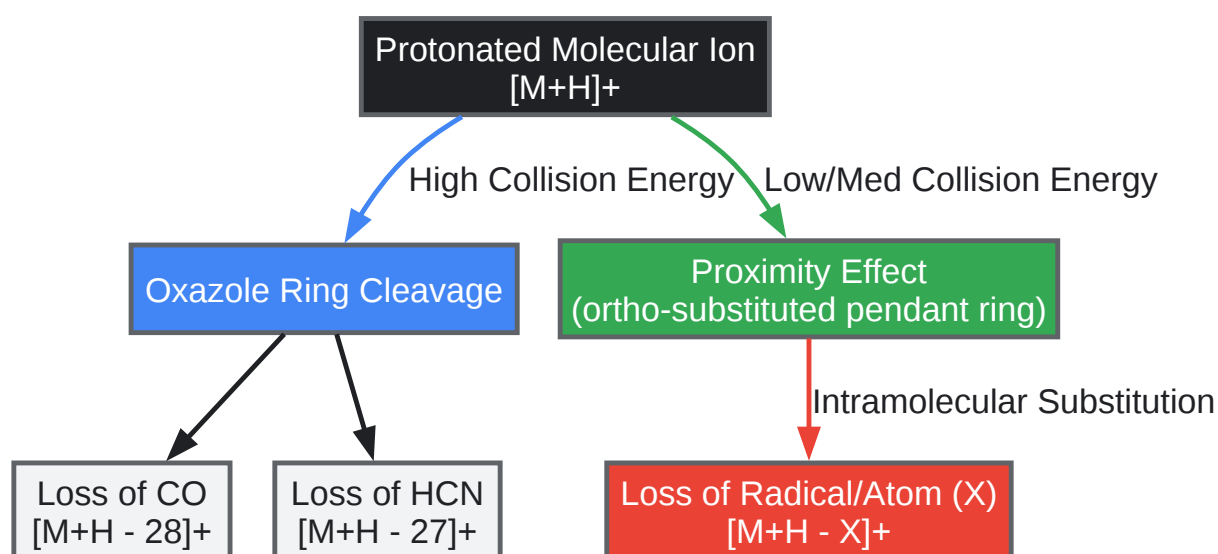 Protonated Molecular Ion
[M+H]+
High Collision Energy
Low/Med Collision Energy
Oxazole Ring Cleavage
Proximity Effect
(ortho-substituted pendant ring)
Intramolecular Substitution
Loss of CO
[M+H - 28]+
Loss of HCN
[M+H - 27]+
Loss of Radical/Atom (X)
[M+H - X]+